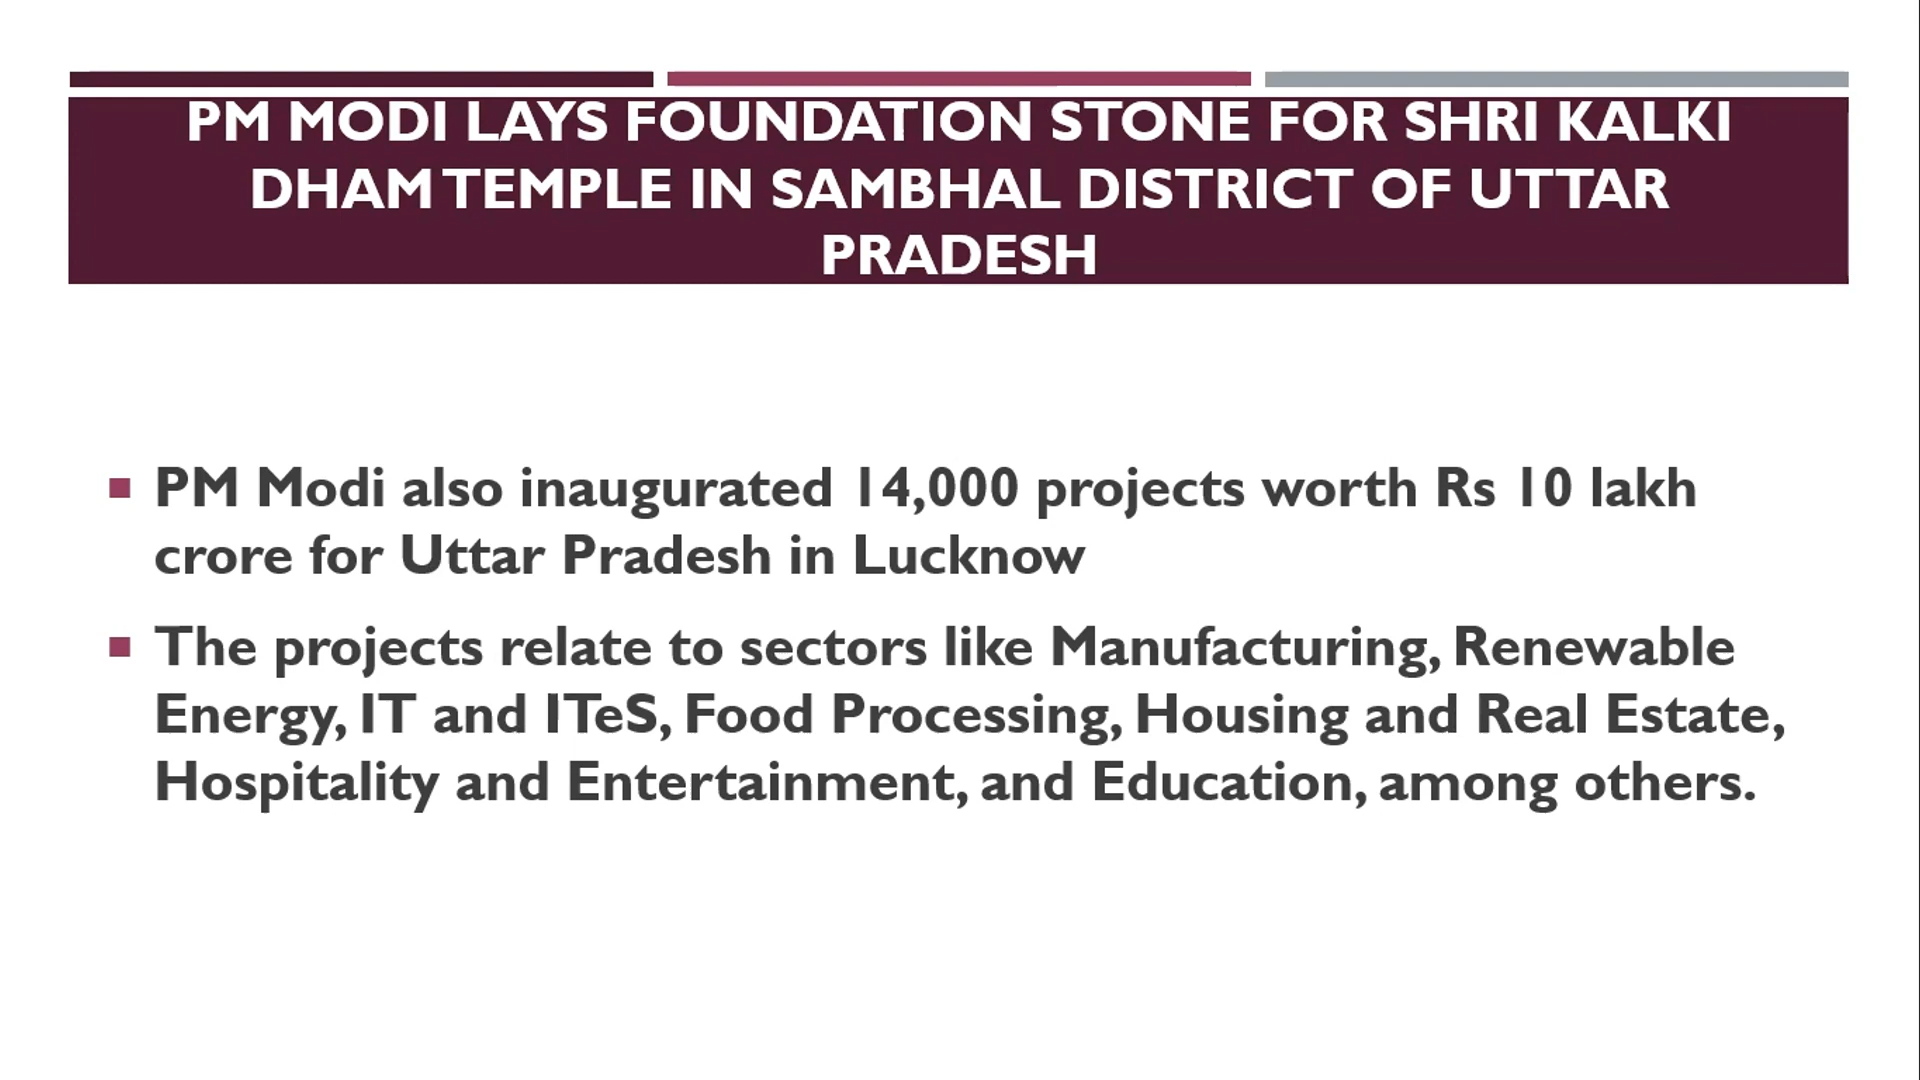 PM MODI LAYS FOUNDATION STONE FOR SHRI KALKI
DHAM TEMPLE IN SAMBHAL DISTRICT OF UTTAR
PRADESH
PM Modi also inaugurated 14,000 projects worth Rs 10 lakh
crore for Uttar Pradesh in Lucknow
The projects relate to sectors like Manufacturing, Renewable
Energy, IT and ITeS, Food Processing, Housing and Real Estate,
Hospitality and Entertainment, and Education, among others.